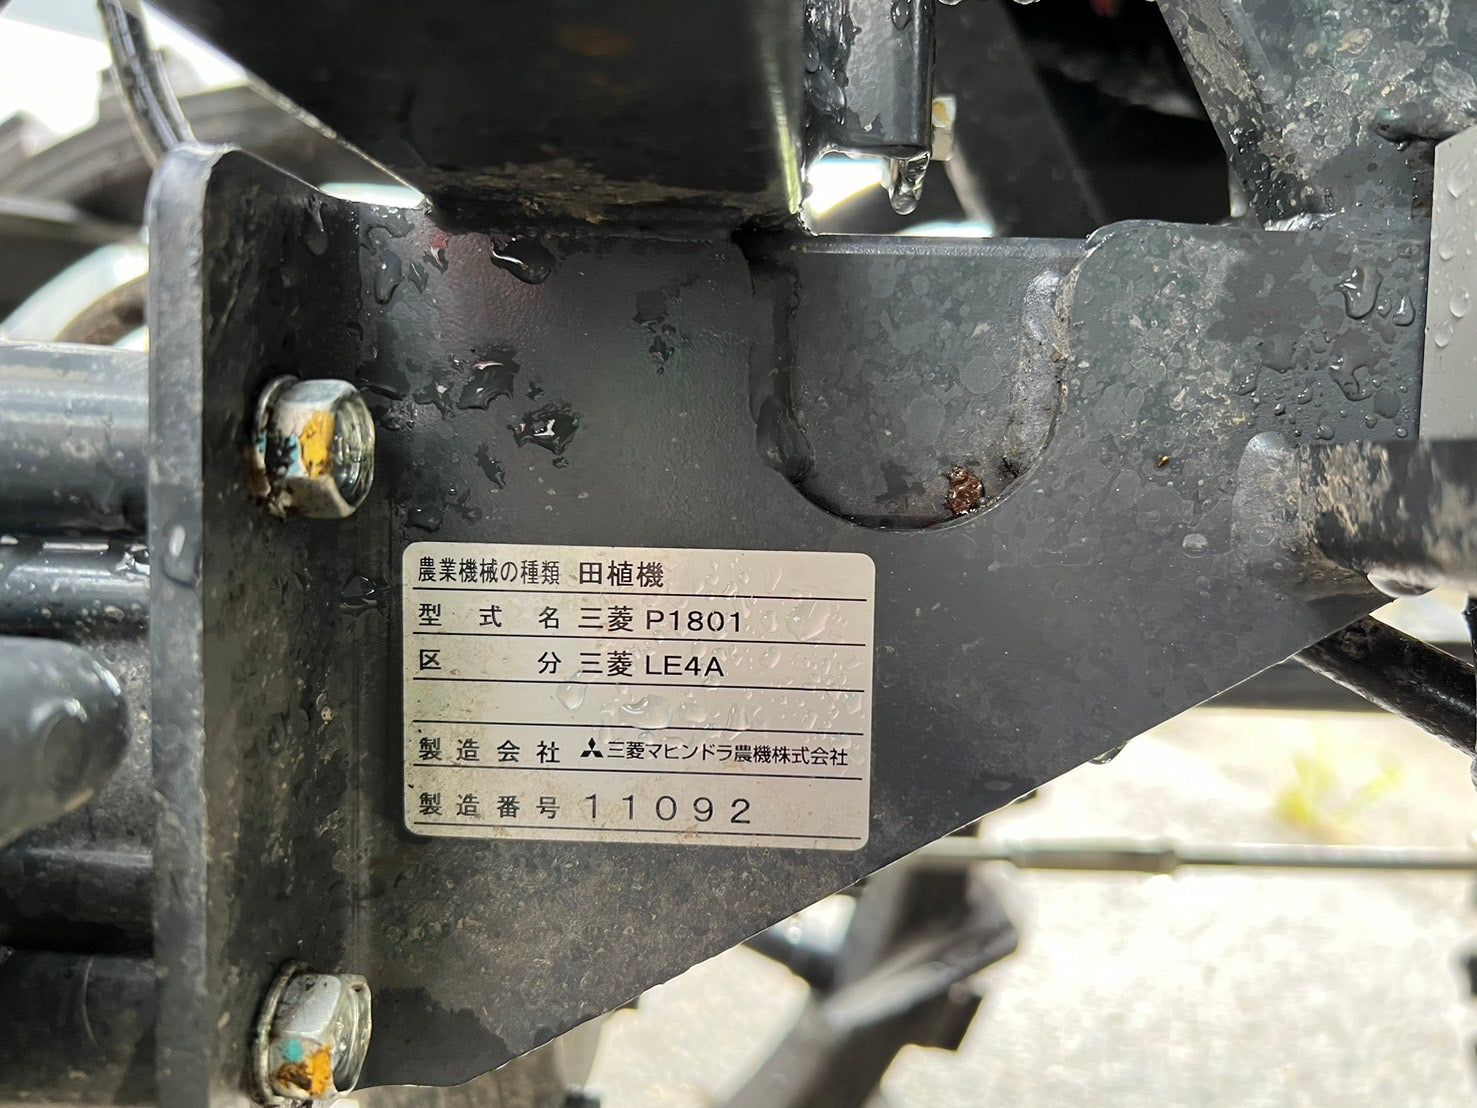 農業機械の種類 田植機
型式名 三菱 P1801
区分 三菱 LE4A
製造会社 三菱マヒンドラ農機株式会社
製造番号 11092